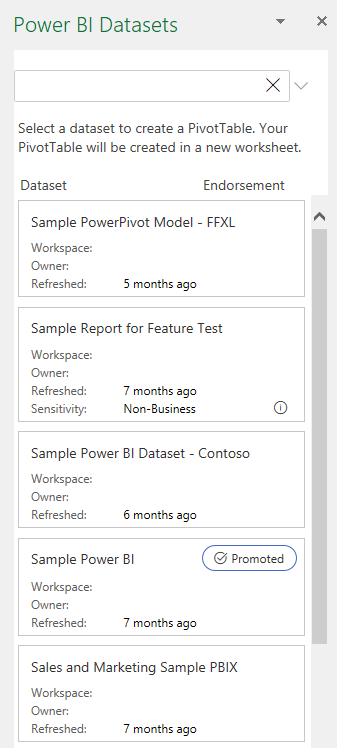 Power BI Datasets
Select a dataset to create a PivotTable. Your
PivotTable will be created in a new worksheet.
Dataset Endorsement
Sample PowerPivot Model - FFXL
Workspace:
Owner:
Refreshed: 5 months ago
Sample Report for Feature Test
Workspace:
Owner:
Refreshed: 7 months ago
Sensitivity: Non-Business
Sample Power BI Dataset - Contoso
Workspace:
Owner:
Refreshed: 6 months ago
Sample Power BI Promoted
Workspace:
Owner:
Refreshed: 7 months ago
Sales and Marketing Sample PBIX
Workspace:
Owner:
Refreshed: 7 months ago